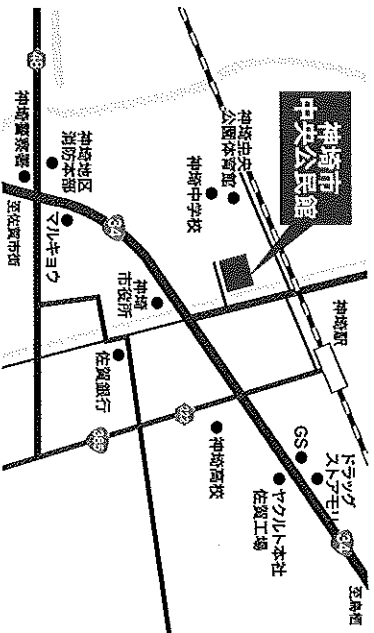 神埼市
中央公民館
神埼中央
公園体育館
神埼中学校
神埼駅
ドラッグ
ストアモリ
GS
ヤクルト本社
佐賀工場
34
至鳥栖
神埼高校
佐賀銀行
神埼
市役所
34
マルキョウ
神埼地区
消防本部
神埼警察署
至佐賀市街
48